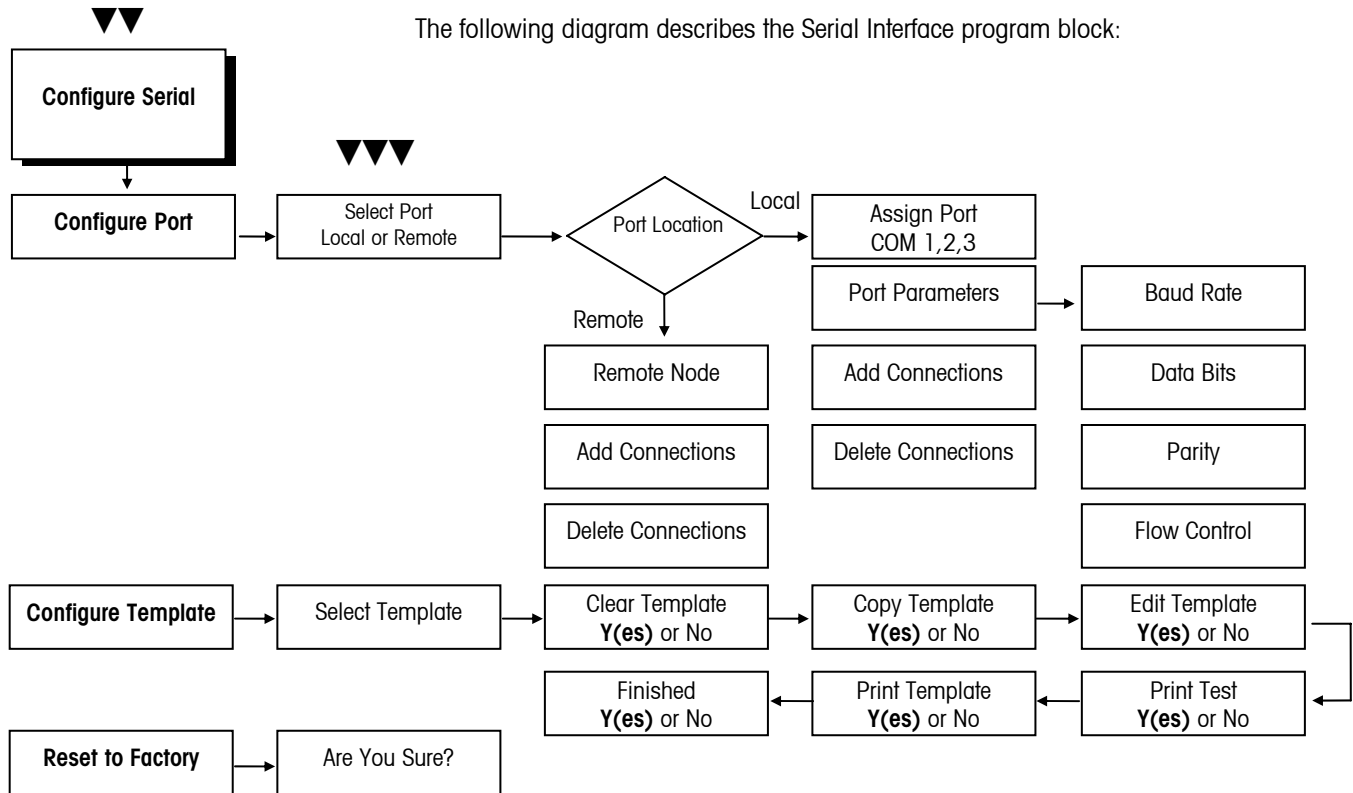 The following diagram describes the Serial Interface program block:
Configure Serial
Configure Port
Select Port
Local or Remote
Port Location
Local
Assign Port
COM 1,2,3
Port Parameters
Baud Rate
Remote
Remote Node
Add Connections
Data Bits
Add Connections
Delete Connections
Parity
Delete Connections
Flow Control
Configure Template
Select Template
Clear Template
Y(es) or No
Copy Template
Y(es) or No
Edit Template
Y(es) or No
Finished
Y(es) or No
Print Template
Y(es) or No
Print Test
Y(es) or No
Reset to Factory
Are You Sure?